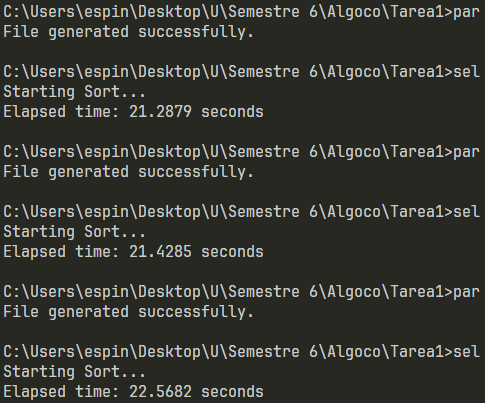 C:\Users\espin\Desktop\U\Semestre 6\Algoco\Tarea1>par
File generated successfully.
C:\Users\espin\Desktop\U\Semestre 6\Algoco\Tarea1>sel
Starting Sort...
Elapsed time: 21.2879 seconds
C:\Users\espin\Desktop\U\Semestre 6\Algoco\Tarea1>par
File generated successfully.
C:\Users\espin\Desktop\U\Semestre 6\Algoco\Tarea1>sel
Starting Sort...
Elapsed time: 21.4285 seconds
C:\Users\espin\Desktop\U\Semestre 6\Algoco\Tarea1>par
File generated successfully.
C:\Users\espin\Desktop\U\Semestre 6\Algoco\Tarea1>sel
Starting Sort...
Elapsed time: 22.5682 seconds